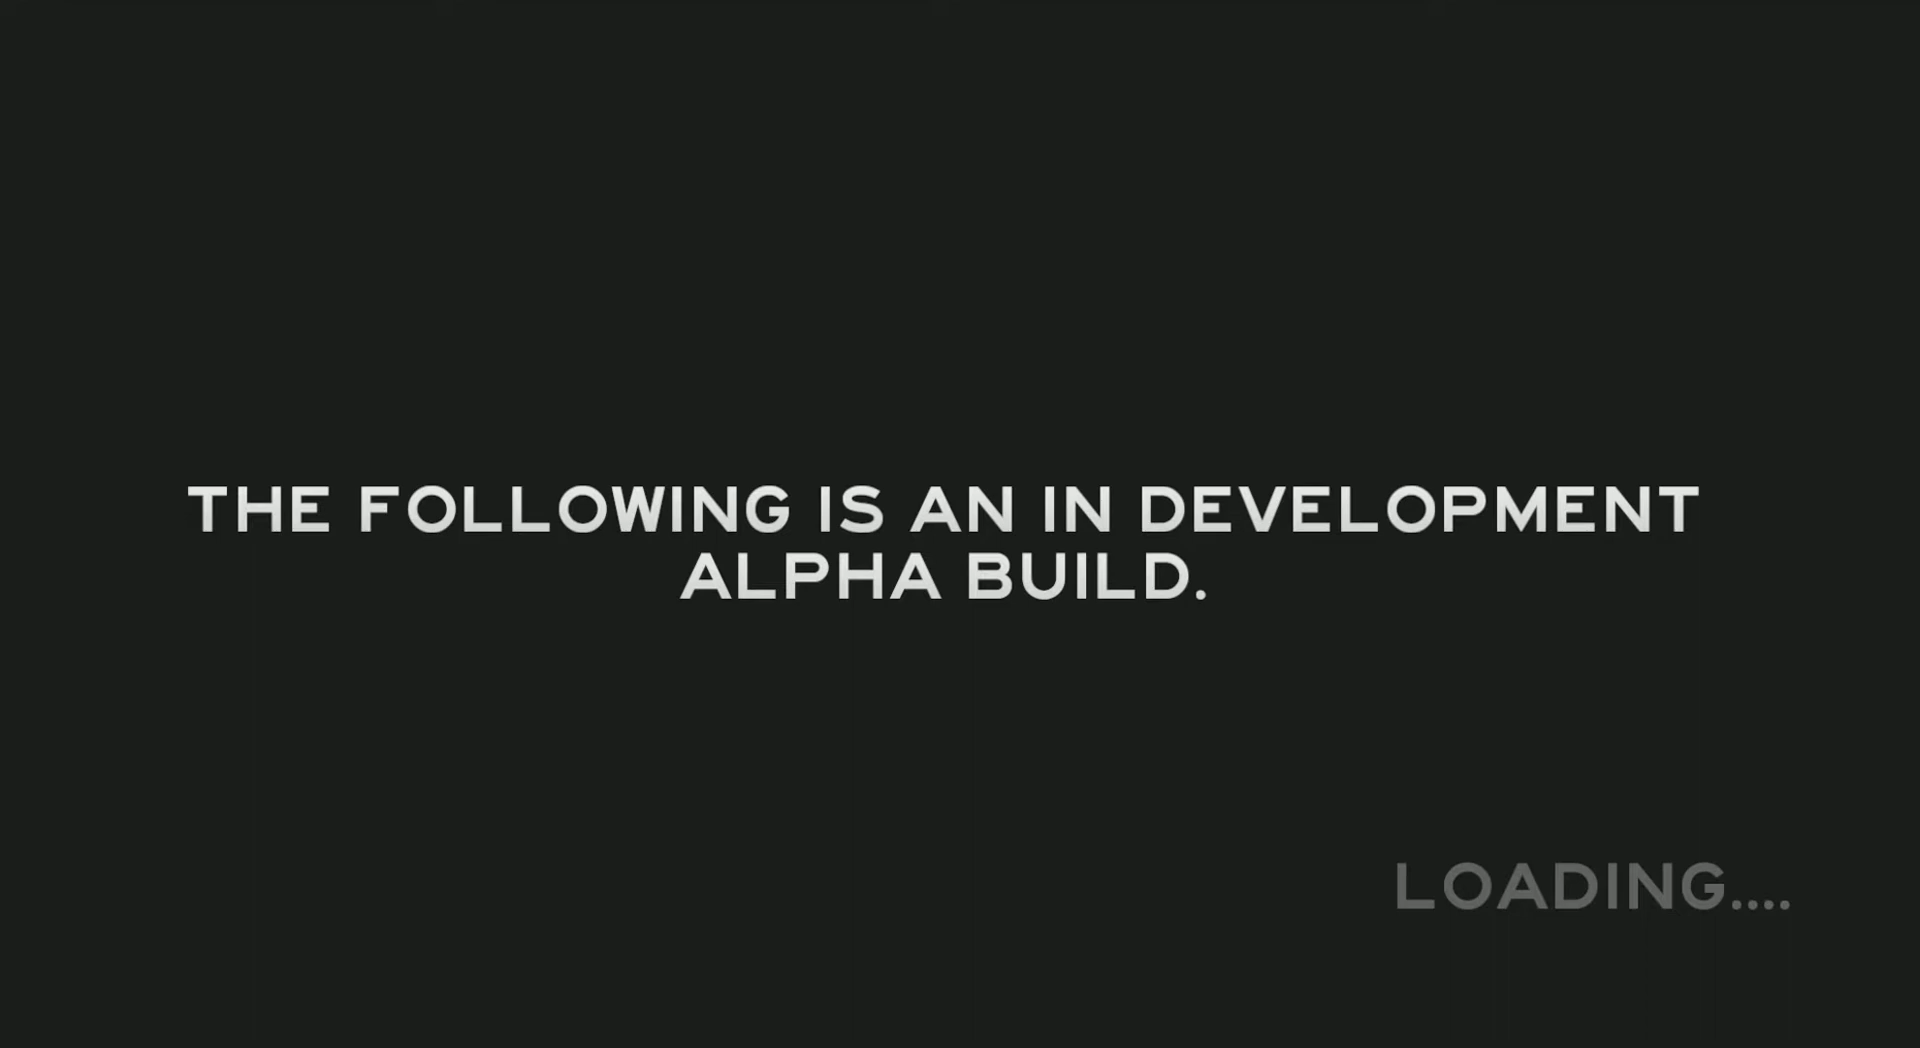 THE FOLLOWING IS AN IN DEVELOPMENT
ALPHA BUILD.
LOADING....